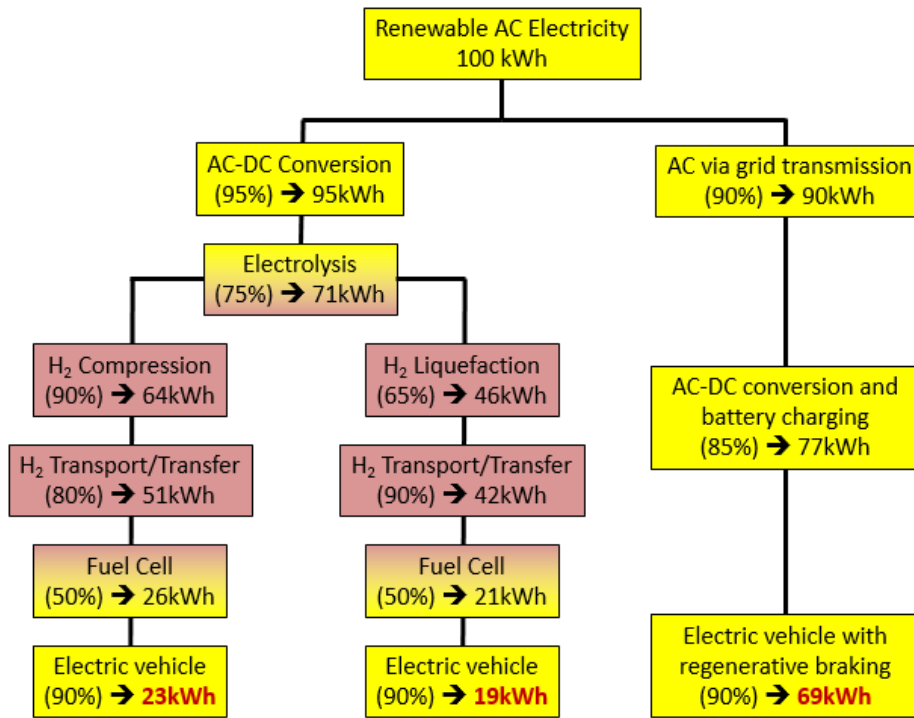 Renewable AC Electricity
100 kWh
AC-DC Conversion
(95%) ➔ 95kWh
AC via grid transmission
(90%) ➔ 90kWh
Electrolysis
(75%) ➔ 71kWh
H₂ Compression
(90%) ➔ 64kWh
H₂ Liquefaction
(65%) ➔ 46kWh
AC-DC conversion and
battery charging
(85%) ➔ 77kWh
H₂ Transport/Transfer
(80%) ➔ 51kWh
H₂ Transport/Transfer
(90%) ➔ 42kWh
Fuel Cell
(50%) ➔ 26kWh
Fuel Cell
(50%) ➔ 21kWh
Electric vehicle
(90%) ➔ 23kWh
Electric vehicle
(90%) ➔ 19kWh
Electric vehicle with
regenerative braking
(90%) ➔ 69kWh